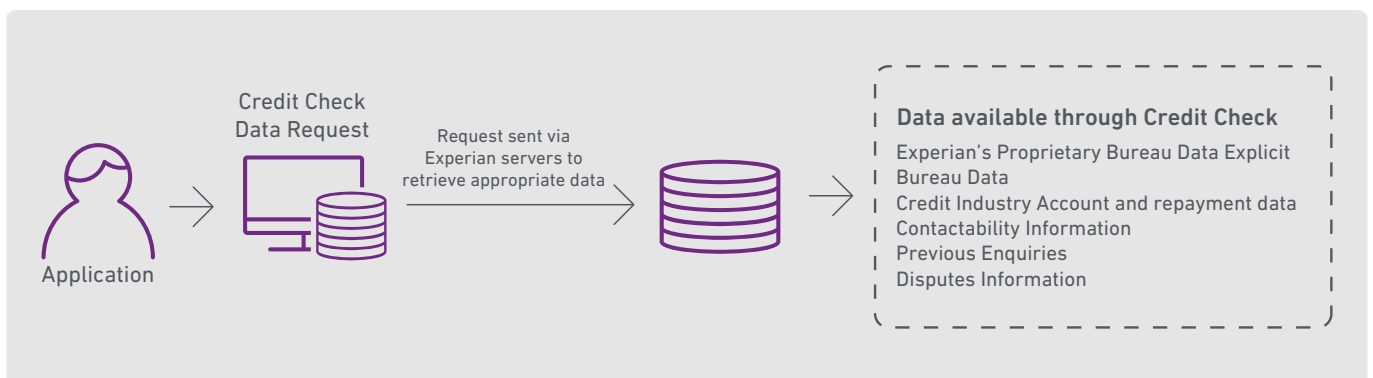 Application
Credit Check
Data Request
Request sent via
Experian servers to
retrieve appropriate data
Data available through Credit Check
Experian's Proprietary Bureau Data Explicit
Bureau Data
Credit Industry Account and repayment data
Contactability Information
Previous Enquiries
Disputes Information